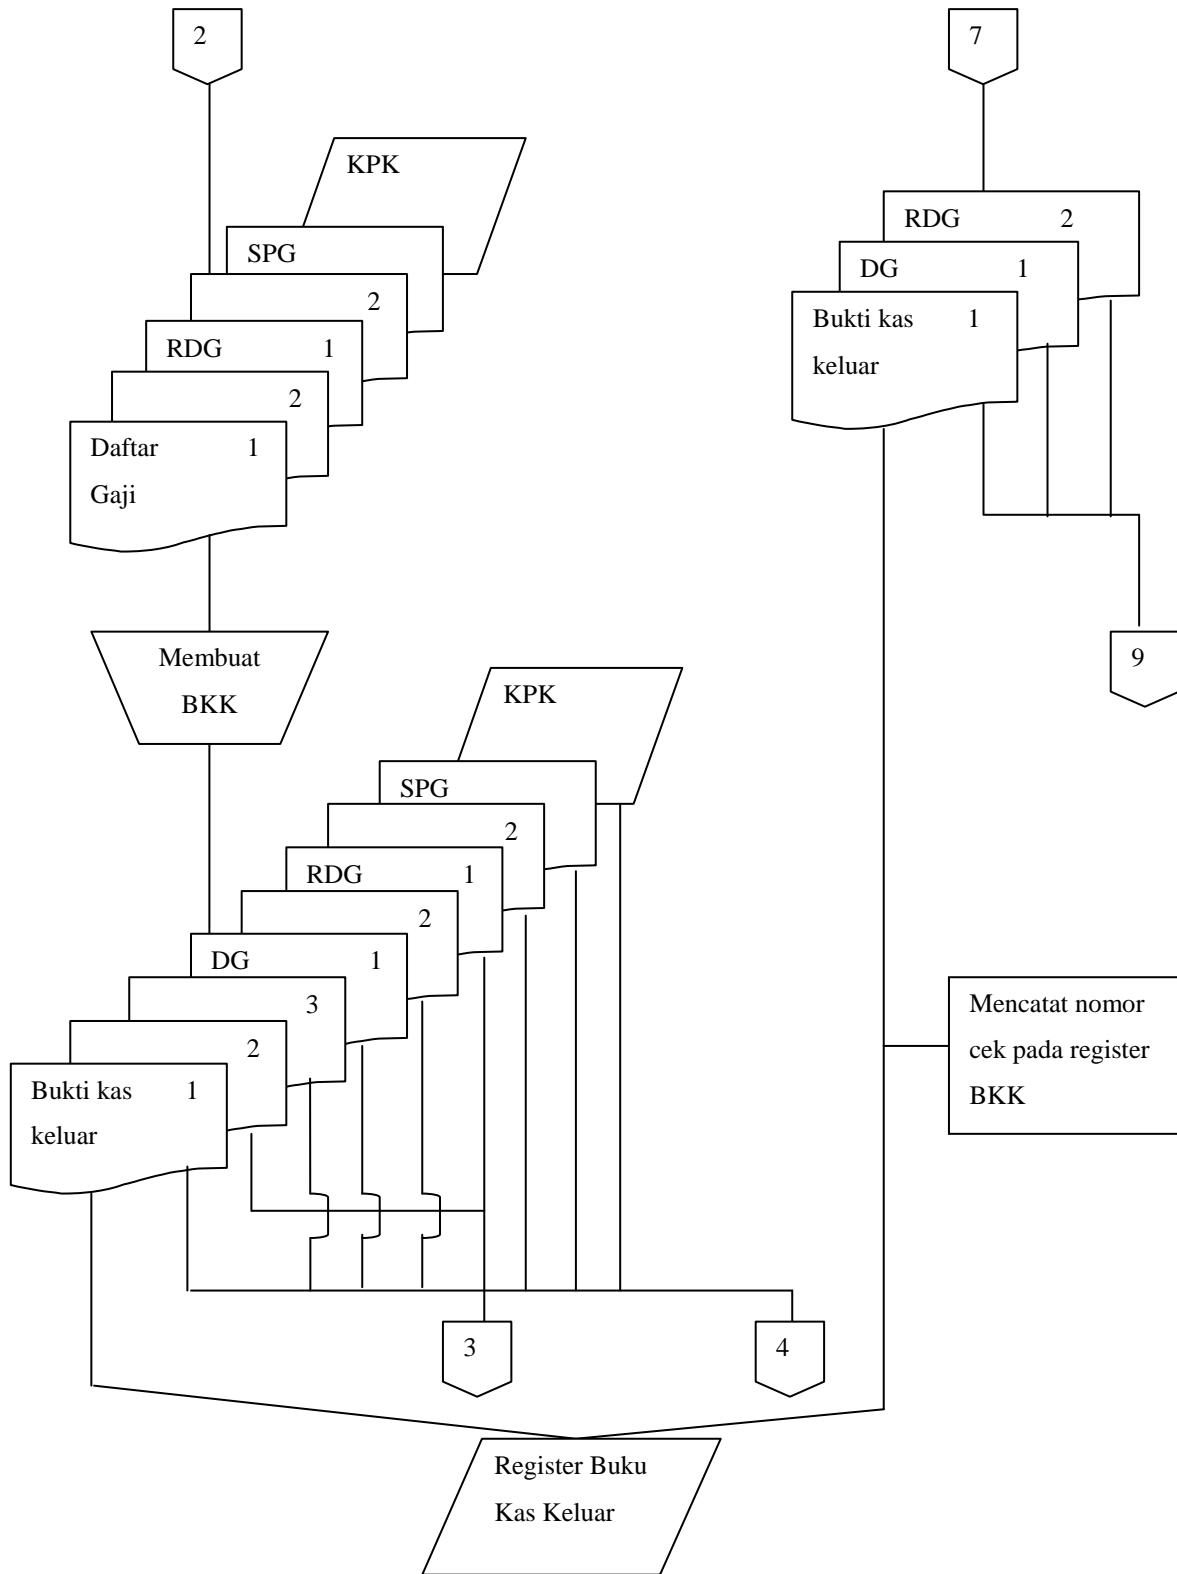 2
KPK
SPG
2
RDG 1
2
Daftar 1
Gaji
Membuat
BKK
KPK
SPG
2
RDG 1
2
DG 1
3
2
Bukti kas 1
keluar
3
4
Register Buku
Kas Keluar
7
RDG 2
DG 1
Bukti kas 1
keluar
9
Mencatat nomor
cek pada register
BKK